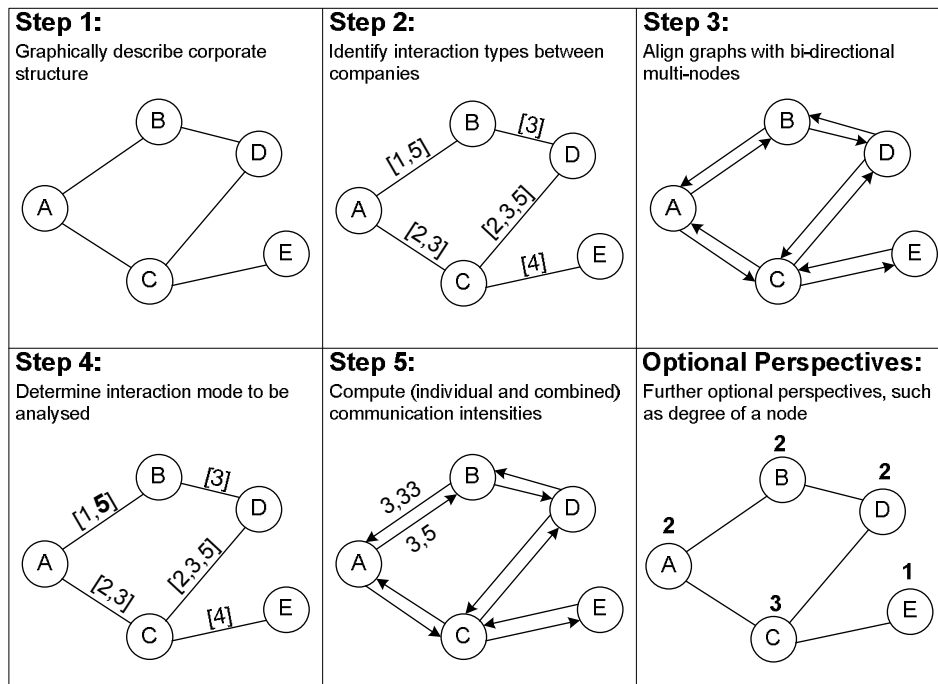 Step 1:
Graphically describe corporate
structure
B
D
A
E
C
Step 2:
Identify interaction types between
companies
B
[3]
D
[1,5]
A
[2,3,5]
[2,3]
E
[4]
C
Step 3:
Align graphs with bi-directional
multi-nodes
B
D
A
E
C
Step 4:
Determine interaction mode to be
analysed
B
[3]
D
[1,5]
A
[2,3,5]
[2,3]
E
[4]
C
Step 5:
Compute (individual and combined)
communication intensities
B
3,33
D
3,5
A
E
C
Optional Perspectives:
Further optional perspectives, such
as degree of a node
2
B
2
D
2
A
1
E
3
C